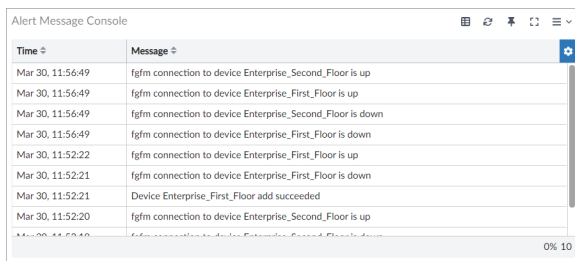 Alert Message Console
Time Message
Mar 30, 11:56:49 fgfm connection to device Enterprise_Second_Floor is up
Mar 30, 11:56:49 fgfm connection to device Enterprise_First_Floor is up
Mar 30, 11:56:49 fgfm connection to device Enterprise_Second_Floor is down
Mar 30, 11:56:49 fgfm connection to device Enterprise_First_Floor is down
Mar 30, 11:52:22 fgfm connection to device Enterprise_First_Floor is up
Mar 30, 11:52:21 fgfm connection to device Enterprise_First_Floor is down
Mar 30, 11:52:21 Device Enterprise_First_Floor add succeeded
Mar 30, 11:52:20 fgfm connection to device Enterprise_Second_Floor is up
0% 10